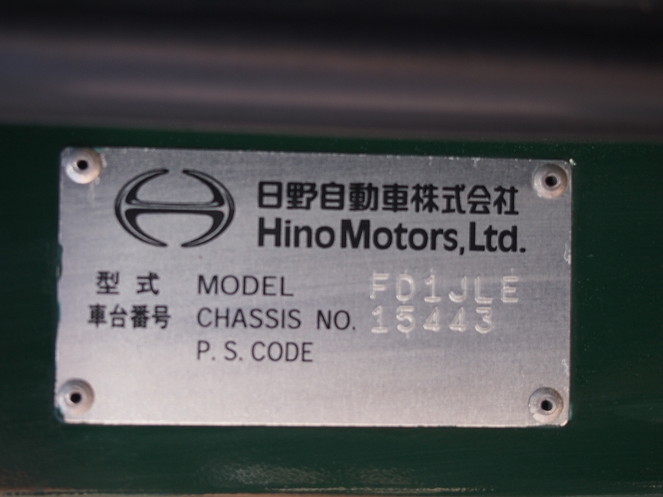 日野自動車株式会社
Hino Motors, Ltd.
型式 MODEL FD1JLE
車台番号 CHASSIS NO. 15443
P.S.CODE